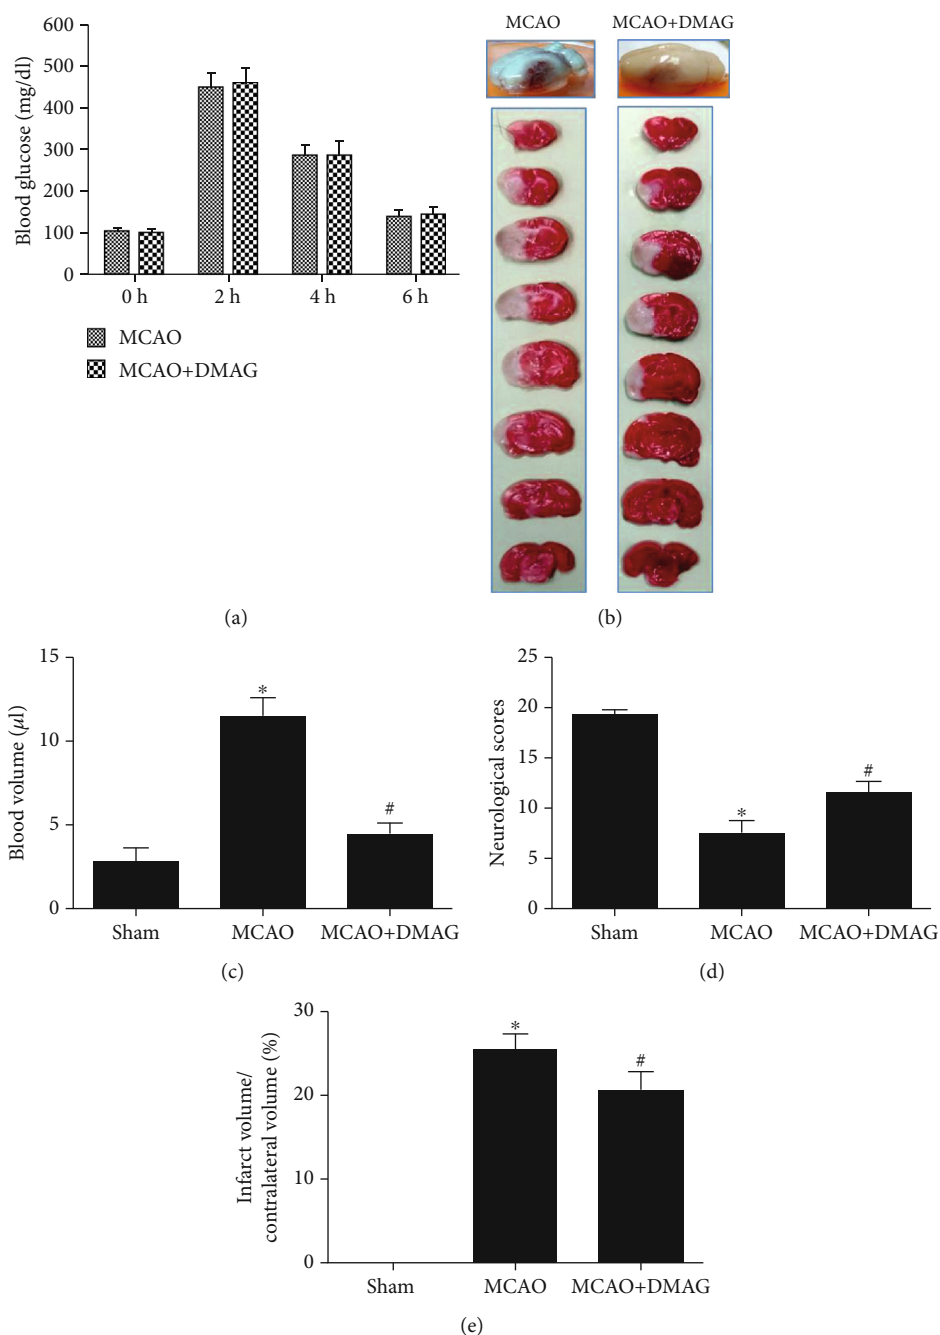 600
500
400
300
200
100
0
Blood glucose (mg/dl)
0 h 2 h 4 h 6 h
MCAO
MCAO+DMAG
(a)
MCAO MCAO+DMAG
(b)
15
10
5
0
Blood volume (μl)
*
#
Sham MCAO MCAO+DMAG
(c)
25
20
15
10
5
0
Neurological scores
*
#
Sham MCAO MCAO+DMAG
(d)
30
20
10
0
Infarct volume/
contralateral volume (%)
*
#
Sham MCAO MCAO+DMAG
(e)